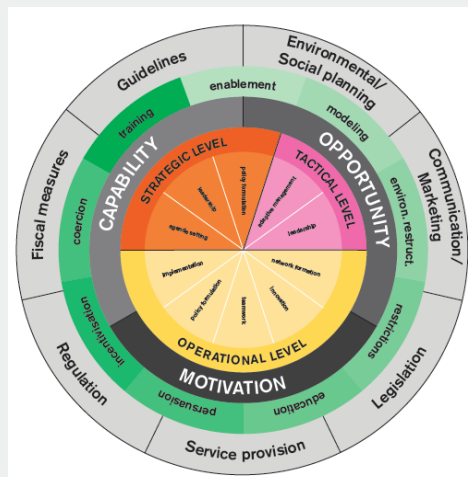 Guidelines
Environmental/
Social planning
Communication/
Marketing
Legislation
Service provision
Regulation
Fiscal measures
enablement
modeling
environ. restruct.
restrictions
education
persuasion
incentivisation
coercion
training
CAPABILITY
OPPORTUNITY
MOTIVATION
STRATEGIC LEVEL
TACTICAL LEVEL
OPERATIONAL LEVEL
agenda setting
leadership
policy formulation
adaptive management
leadership
network formation
innovation
teamwork
policy formulation
implementation